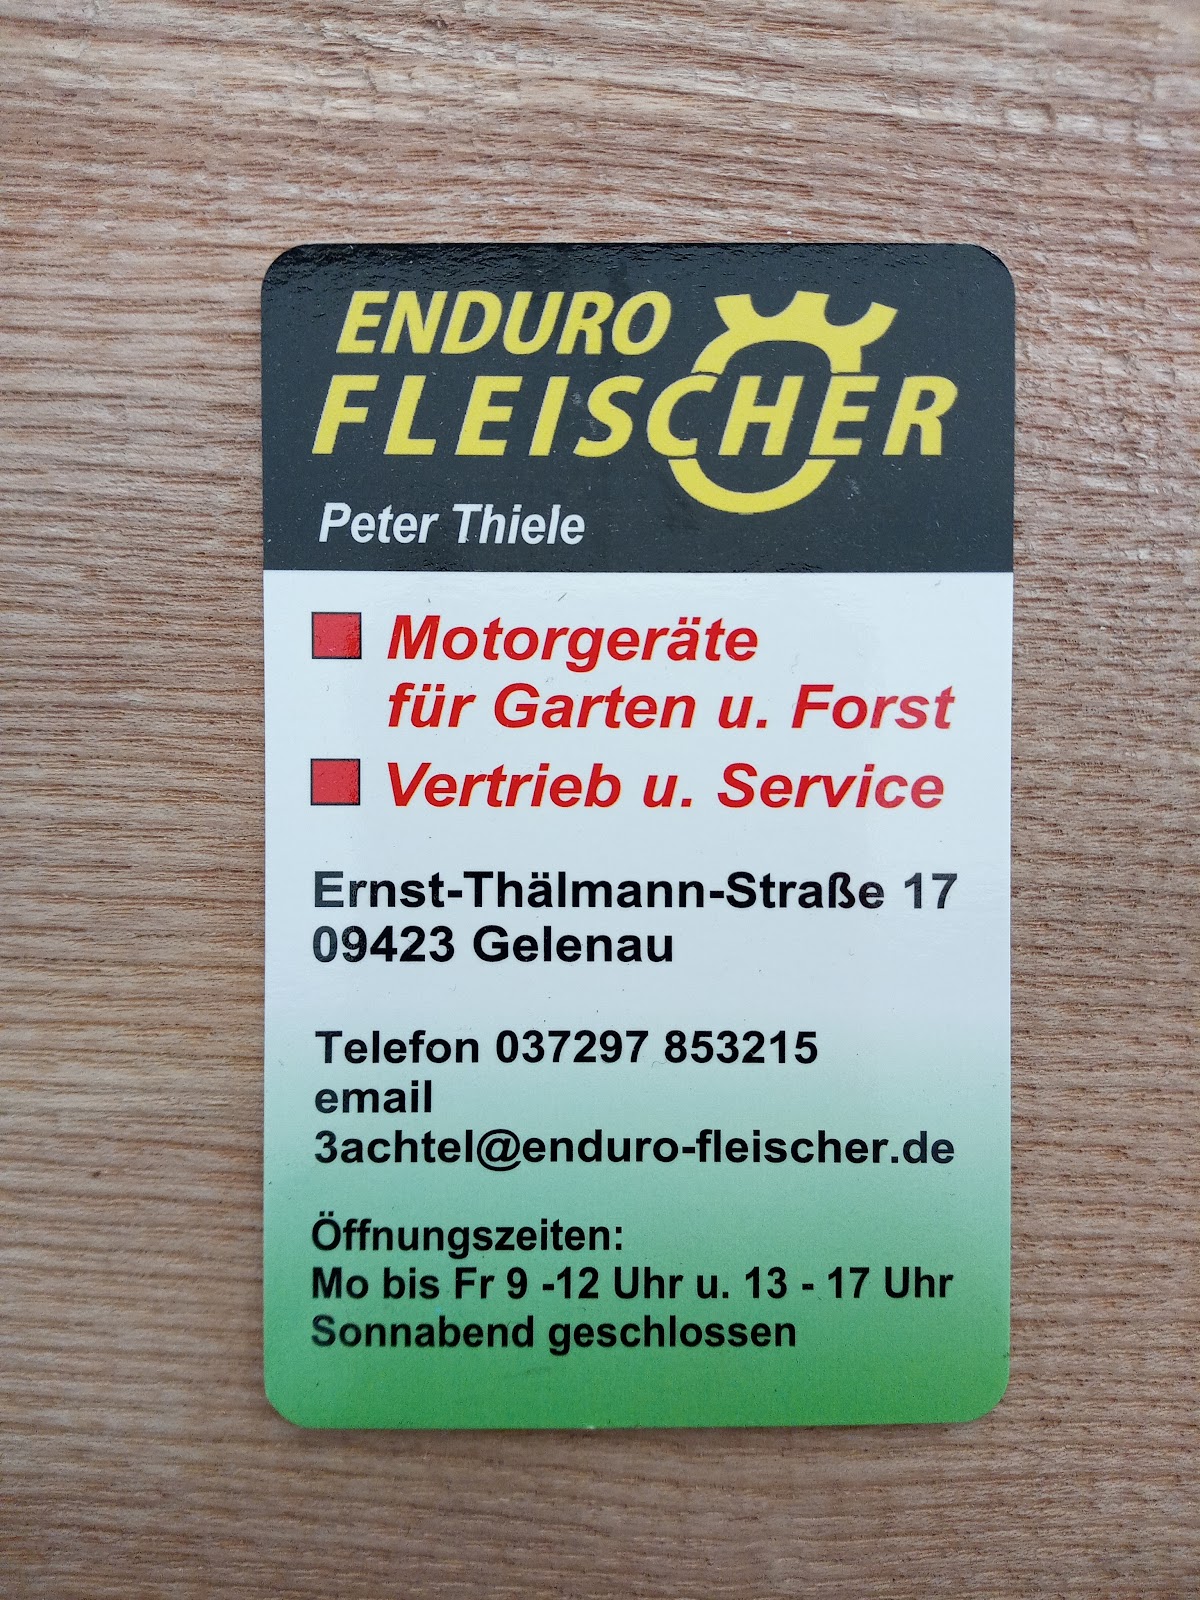 ENDURO
FLEISCHER
Peter Thiele
Motorgeräte
für Garten u. Forst
Vertrieb u. Service
Ernst-Thälmann-Straße 17
09423 Gelenau
Telefon 037297 853215
email
3achtel@enduro-fleischer.de
Öffnungszeiten:
Mo bis Fr 9 -12 Uhr u. 13 - 17 Uhr
Sonnabend geschlossen